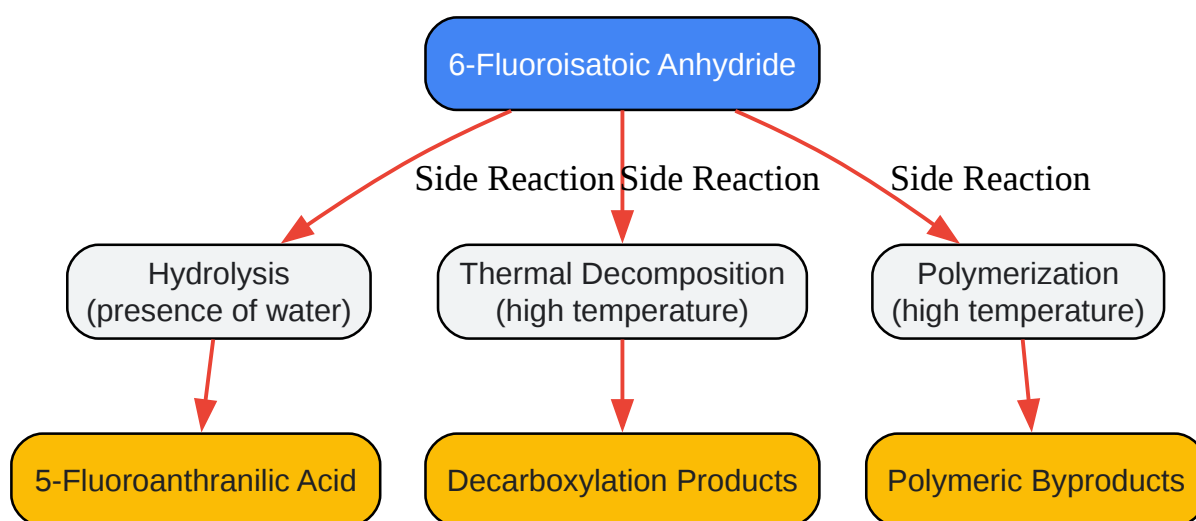 6-Fluoroisatoic Anhydride
Side Reaction
Side Reaction
Side Reaction
Hydrolysis
(presence of water)
Thermal Decomposition
(high temperature)
Polymerization
(high temperature)
5-Fluoroanthranilic Acid
Decarboxylation Products
Polymeric Byproducts